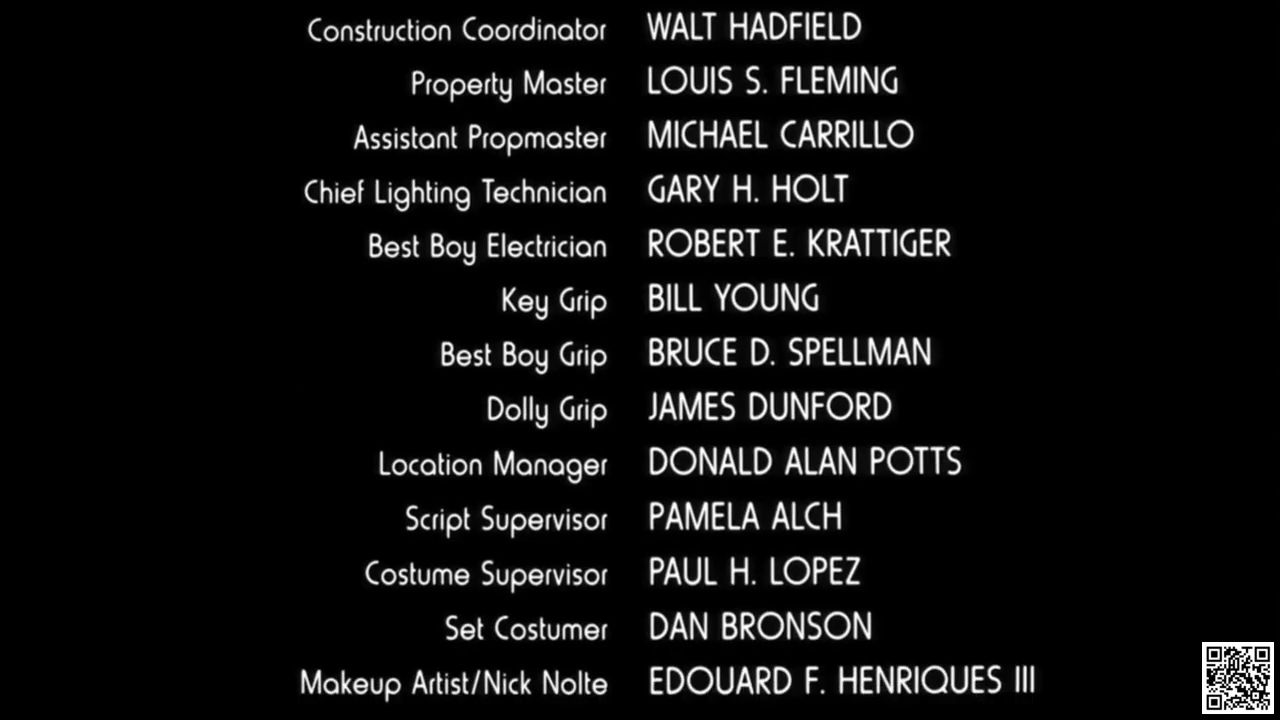 Construction Coordinator WALT HADFIELD
Property Master LOUIS S. FLEMING
Assistant Propmaster MICHAEL CARRILLO
Chief Lighting Technician GARY H. HOLT
Best Boy Electrician ROBERT E. KRATTIGER
Key Grip BILL YOUNG
Best Boy Grip BRUCE D. SPELLMAN
Dolly Grip JAMES DUNFORD
Location Manager DONALD ALAN POTTS
Script Supervisor PAMELA ALCH
Costume Supervisor PAUL H. LOPEZ
Set Costumer DAN BRONSON
Makeup Artist/Nick Nolte EDOUARD F. HENRIQUES III